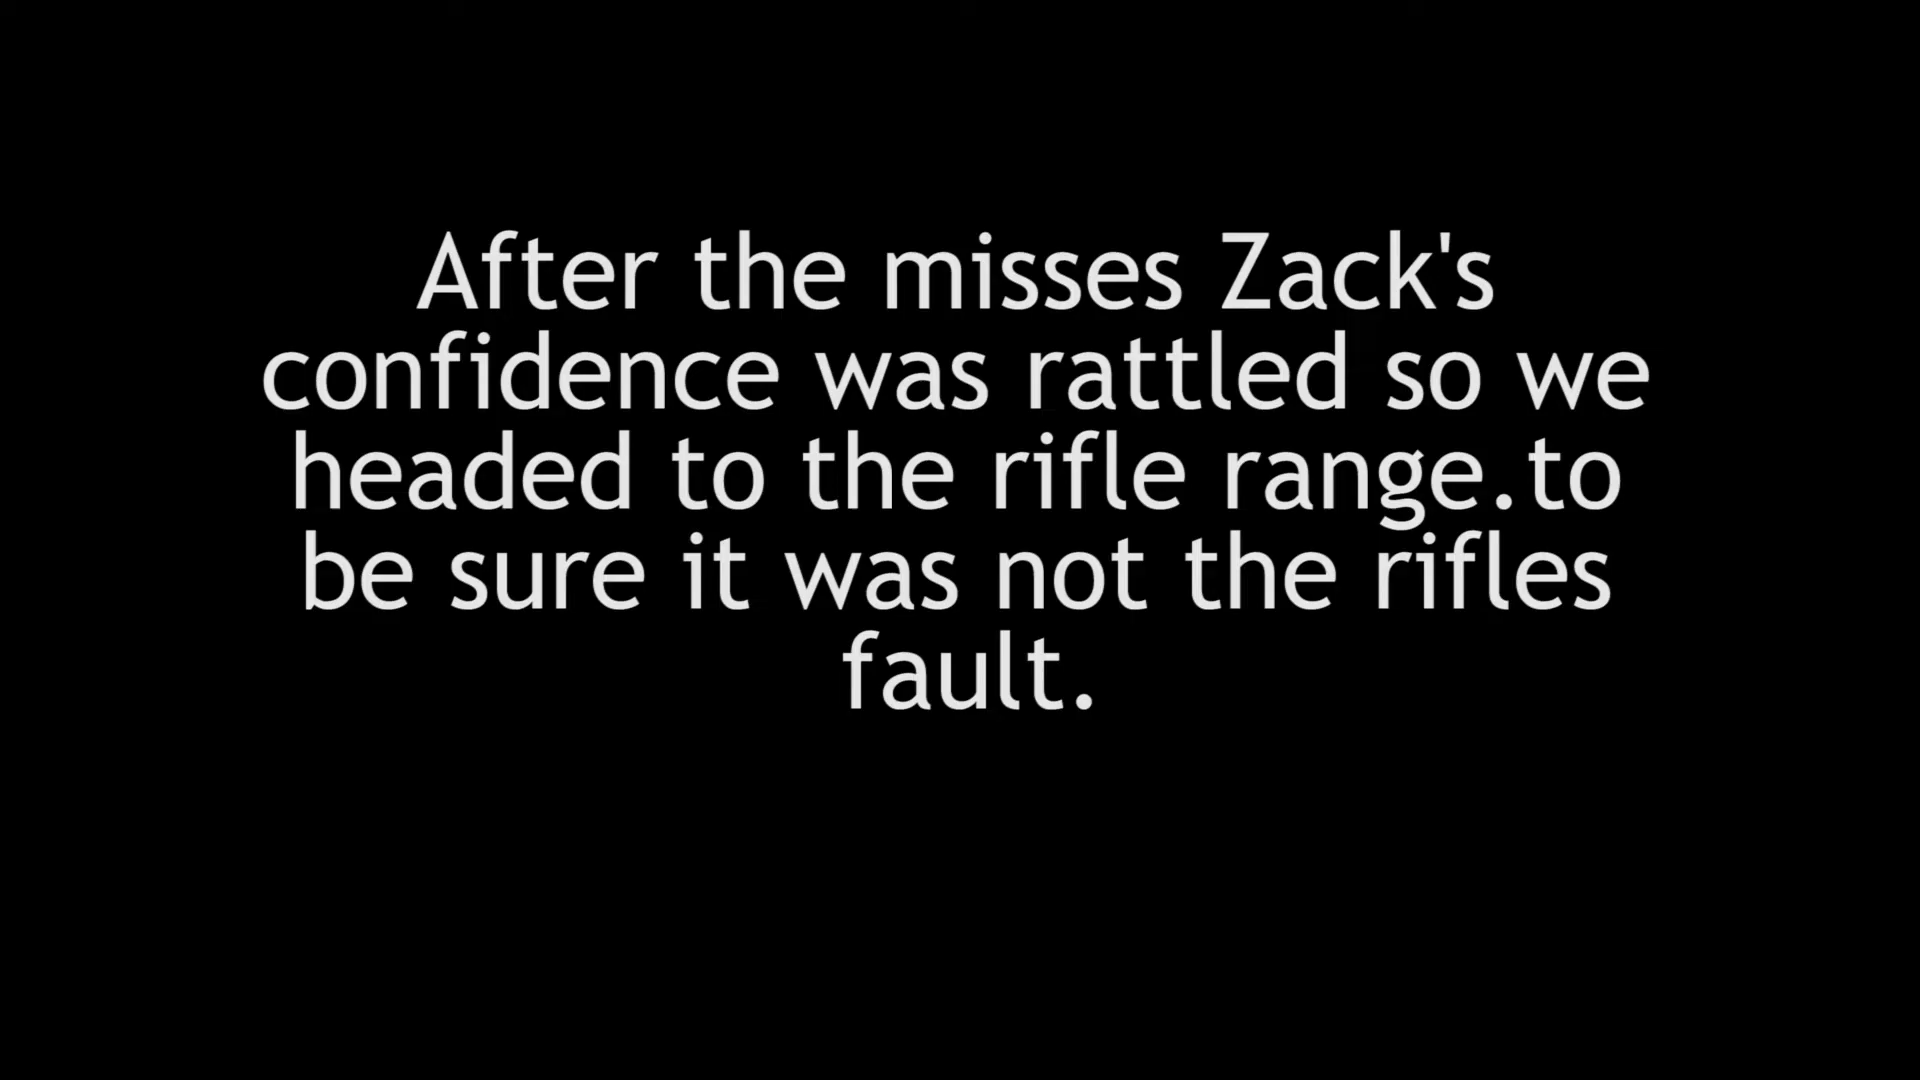 After the misses Zack's
confidence was rattled so we
headed to the rifle range.to
be sure it was not the rifles
fault.